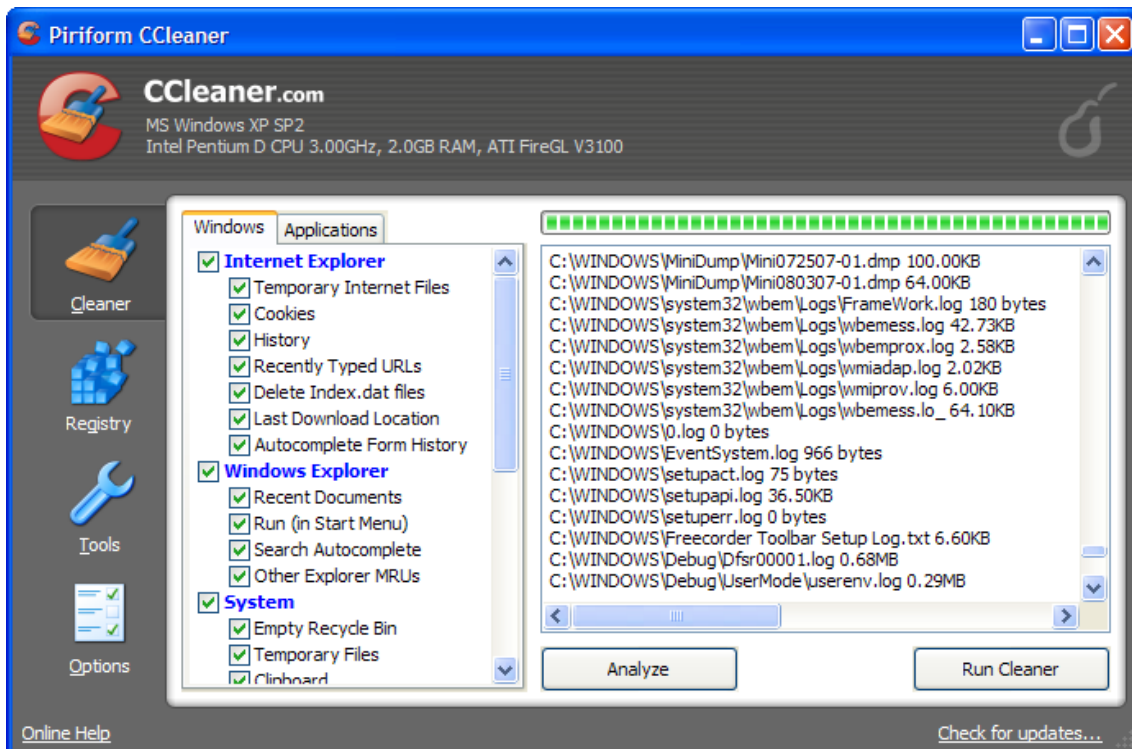 Piriform CCleaner
CCleaner.com
MS Windows XP SP2
Intel Pentium D CPU 3.00GHz, 2.0GB RAM, ATI FireGL V3100
Cleaner
Registry
Tools
Options
Windows
Applications
Internet Explorer
Temporary Internet Files
Cookies
History
Recently Typed URLs
Delete Index.dat files
Last Download Location
Autocomplete Form History
Windows Explorer
Recent Documents
Run (in Start Menu)
Search Autocomplete
Other Explorer MRUs
System
Empty Recycle Bin
Temporary Files
Clipboard
C:\WINDOWS\MiniDump\Mini072507-01.dmp 100.00KB
C:\WINDOWS\MiniDump\Mini080307-01.dmp 64.00KB
C:\WINDOWS\system32\wbem\Logs\FrameWork.log 180 bytes
C:\WINDOWS\system32\wbem\Logs\wbemess.log 42.73KB
C:\WINDOWS\system32\wbem\Logs\wbemprox.log 2.58KB
C:\WINDOWS\system32\wbem\Logs\wmiadap.log 2.02KB
C:\WINDOWS\system32\wbem\Logs\wmiprov.log 6.00KB
C:\WINDOWS\system32\wbem\Logs\wbemess.lo_ 64.10KB
C:\WINDOWS\0.log 0 bytes
C:\WINDOWS\EventSystem.log 966 bytes
C:\WINDOWS\setupact.log 75 bytes
C:\WINDOWS\setupapi.log 36.50KB
C:\WINDOWS\setuperr.log 0 bytes
C:\WINDOWS\Freecorder Toolbar Setup Log.txt 6.60KB
C:\WINDOWS\Debug\Dfsr00001.log 0.68MB
C:\WINDOWS\Debug\UserMode\userenv.log 0.29MB
Analyze
Run Cleaner
Online Help
Check for updates...